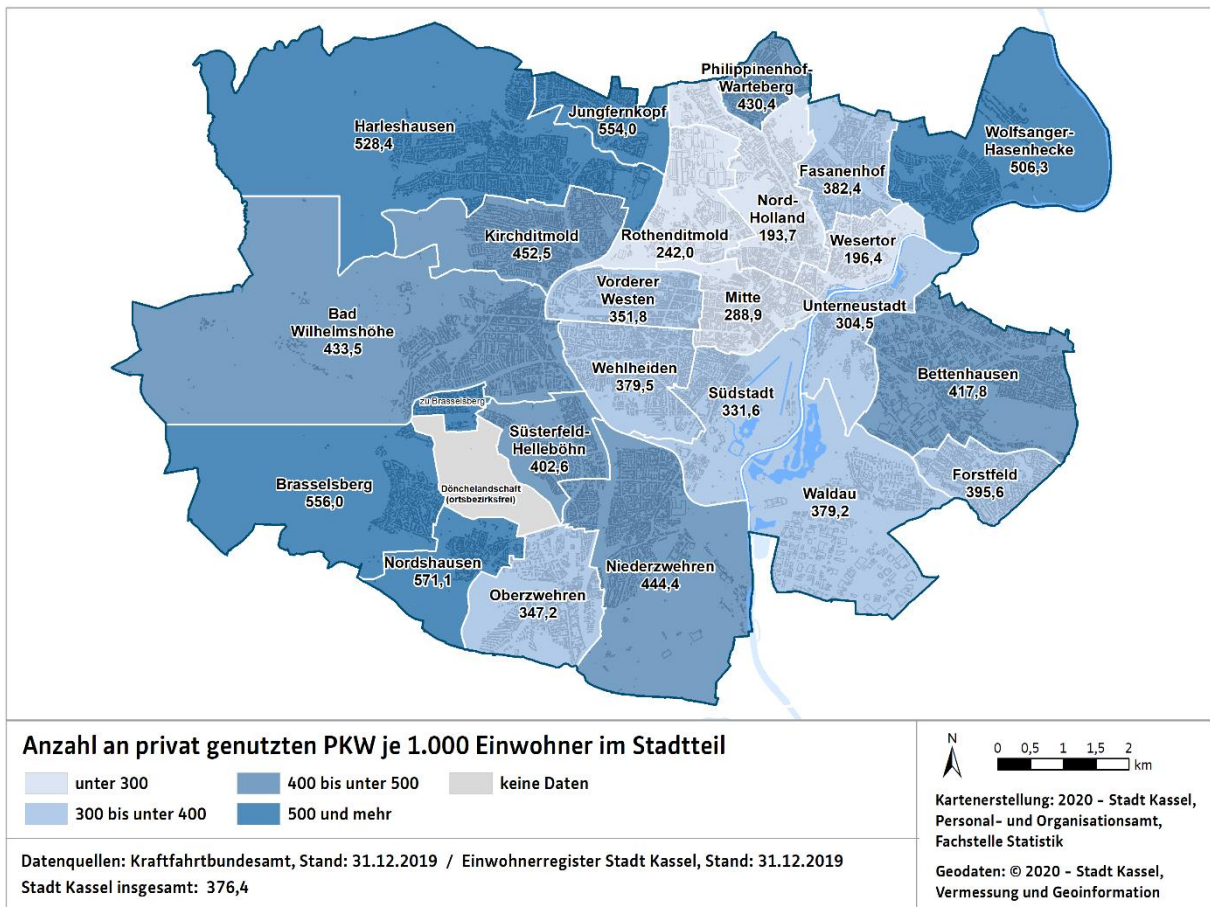 Philippinenhof-
Warteberg
430,4
Jungfernkopf
554,0
Harleshausen
528,4
Wolfsanger-
Hasenhecke
506,3
Fasanenhof
382,4
Nord-
Holland
193,7
Kirchditmold
452,5
Rothenditmold
242,0
Wesertor
196,4
Vorderer
Westen
351,8
Mitte
288,9
Unterneustadt
304,5
Bad
Wilhelmshöhe
433,5
Wehlheiden
379,5
Südstadt
331,6
Bettenhausen
417,8
zu Brasselsberg
Süsterfeld-
Helleböhn
402,6
Brasselsberg
556,0
Dönchelandschaft
(ortsbezirksfrei)
Forstfeld
395,6
Waldau
379,2
Nordshausen
571,1
Niederzwehren
444,4
Oberzwehren
347,2
Anzahl an privat genutzten PKW je 1.000 Einwohner im Stadtteil
unter 300
400 bis unter 500
keine Daten
300 bis unter 400
500 und mehr
Datenquellen: Kraftfahrtbundesamt, Stand: 31.12.2019 / Einwohnerregister Stadt Kassel, Stand: 31.12.2019
Stadt Kassel insgesamt: 376,4
N
0 0,5 1 1,5 2
km
Kartenerstellung: 2020 - Stadt Kassel,
Personal- und Organisationsamt,
Fachstelle Statistik
Geodaten: © 2020 - Stadt Kassel,
Vermessung und Geoinformation